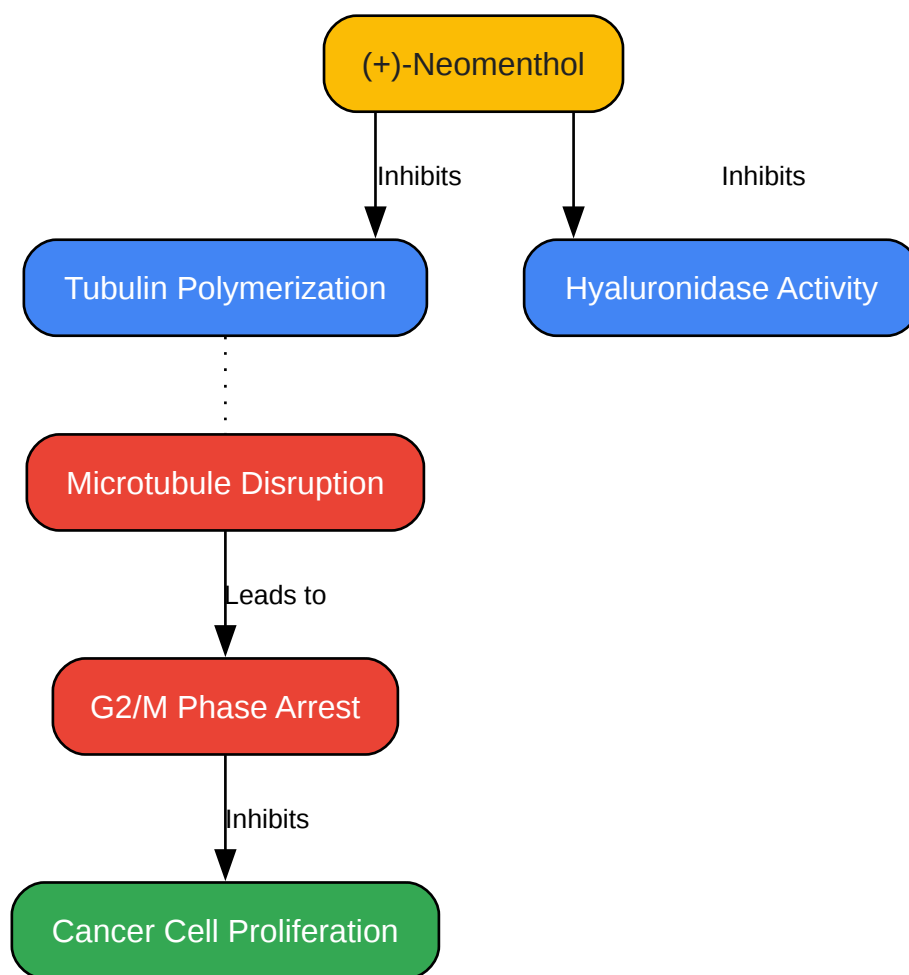 (+)-Neomenthol
Inhibits
Inhibits
Tubulin Polymerization
Hyaluronidase Activity
Microtubule Disruption
Leads to
G2/M Phase Arrest
Inhibits
Cancer Cell Proliferation